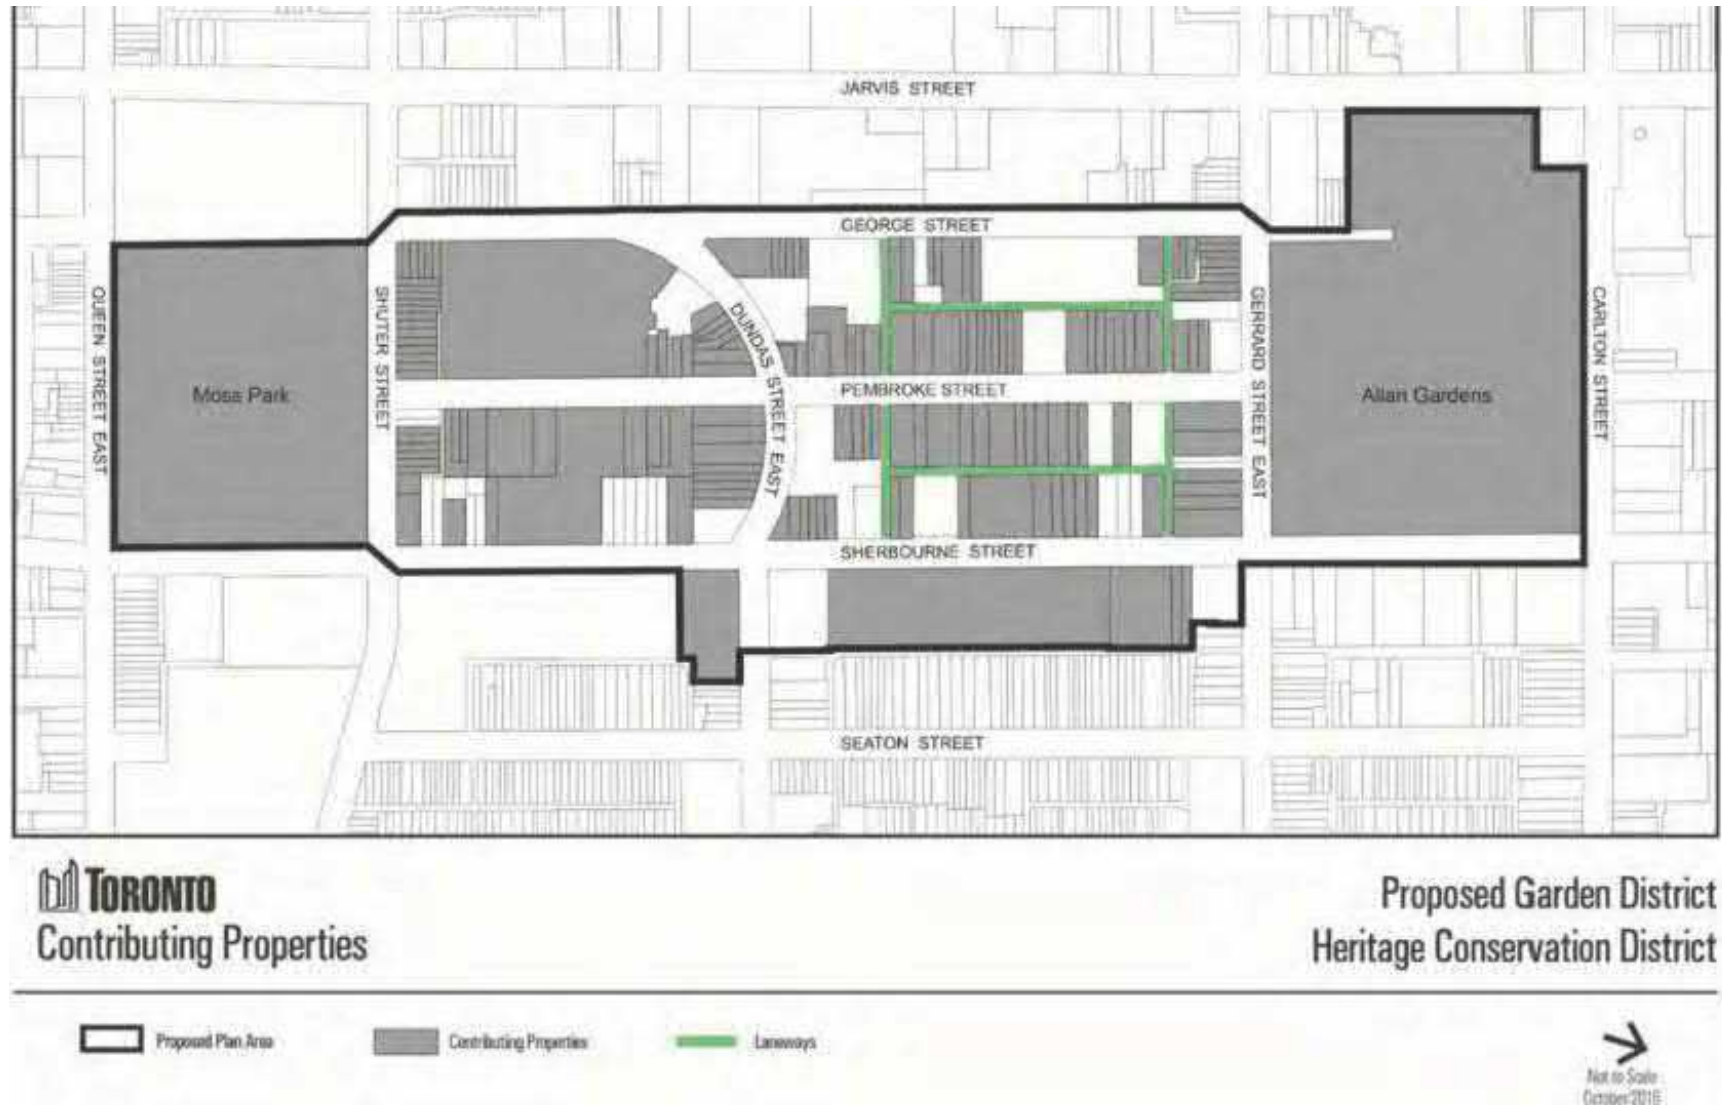 JARVIS STREET
GEORGE STREET
QUEEN STREET EAST
SHUTER STREET
DUNDAS STREET EAST
GERRARD STREET EAST
CARLTON STREET
Moss Park
PEMBROKE STREET
Allan Gardens
SHERBOURNE STREET
SEATON STREET
TORONTO
Contributing Properties
Proposed Garden District
Heritage Conservation District
Proposed Plan Area
Contributing Properties
Laneways
Not to Scale
October 2016